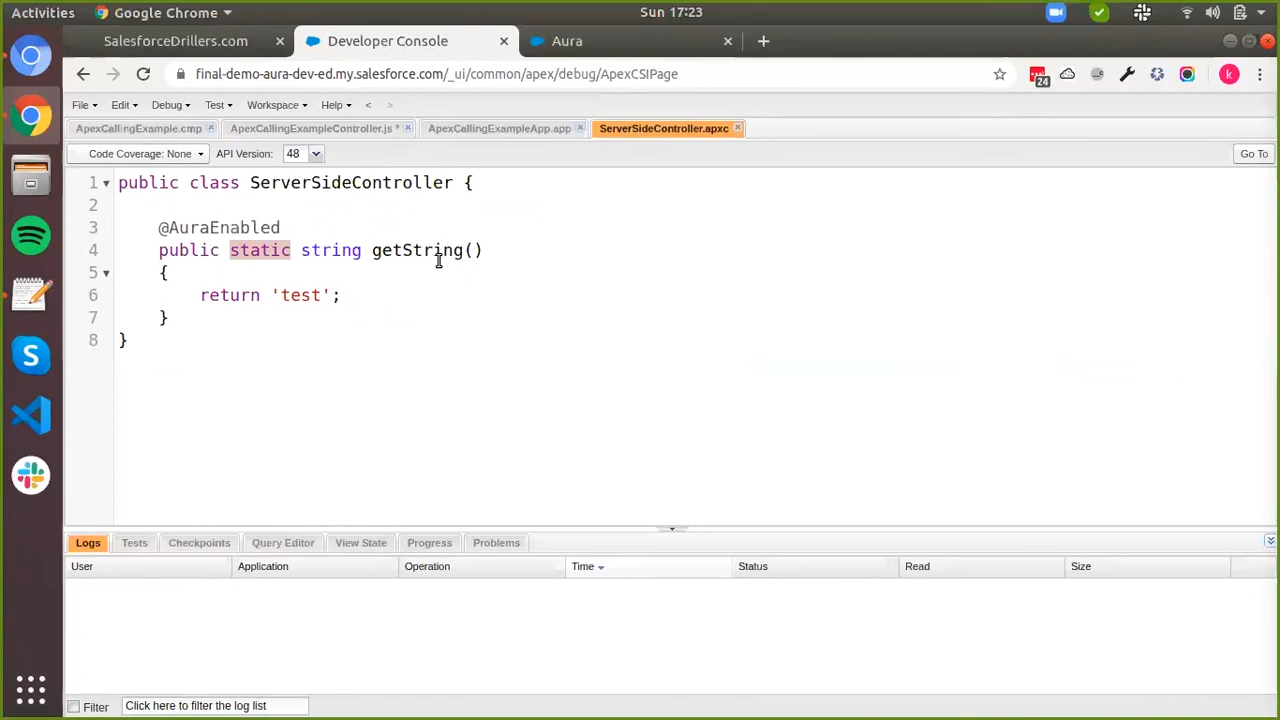 Activities Google Chrome Sun 17:23
SalesforceDrillers.com Developer Console Aura
final-demo-aura-dev-ed.my.salesforce.com/_ui/common/apex/debug/ApexCSIPage
24 k
File Edit Debug Test Workspace Help < >
ApexCallingExample.cmp ApexCallingExampleController.js * ApexCallingExampleApp.app ServerSideController.apxc
Code Coverage: None API Version: 48 Go To
1 public class ServerSideController {
2
3 @AuraEnabled
4 public static string getString()
5 {
6 return 'test';
7 }
8 }
Logs Tests Checkpoints Query Editor View State Progress Problems
User Application Operation Time Status Read Size
Filter Click here to filter the log list